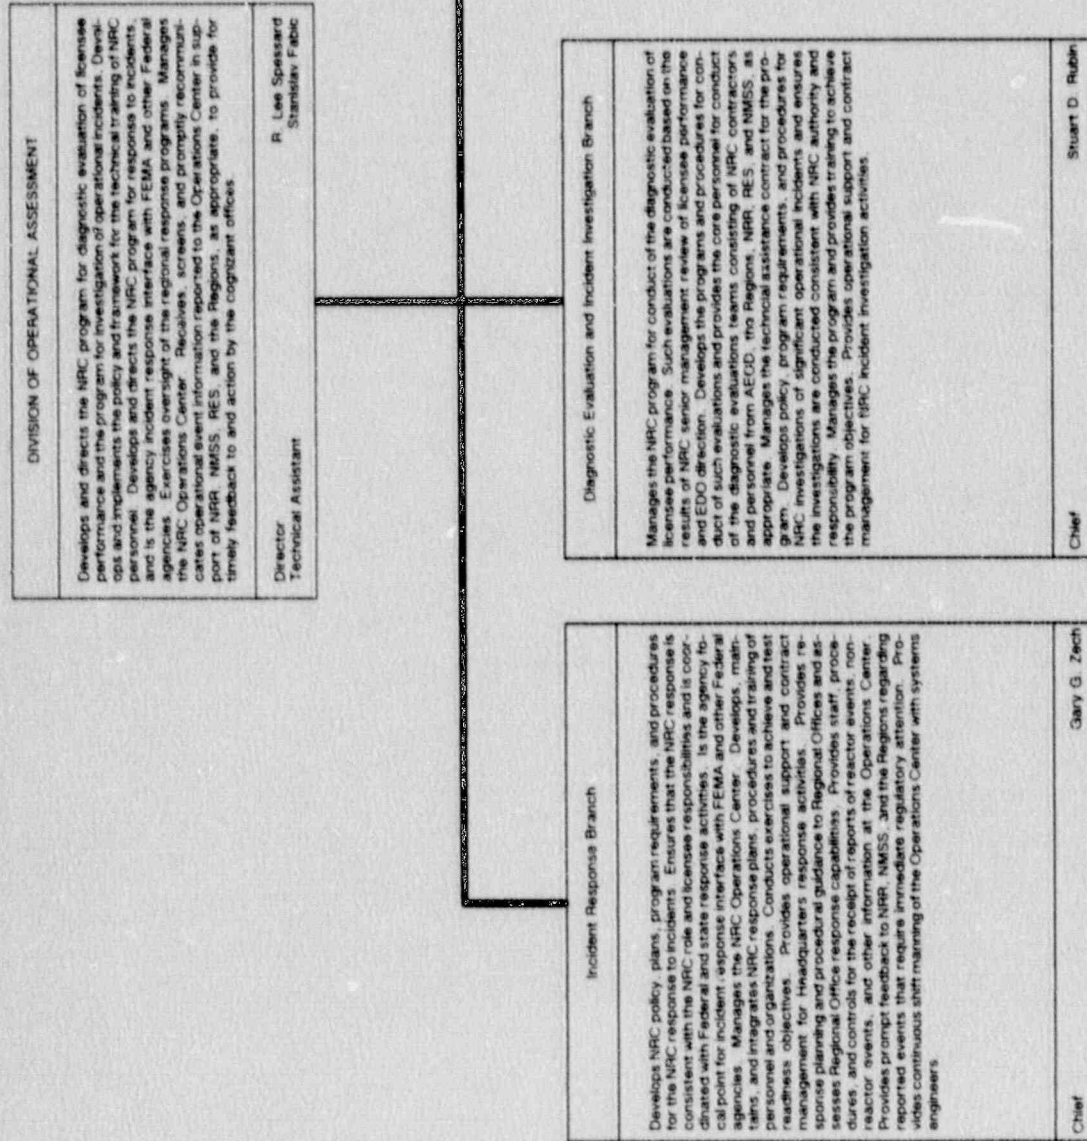 DIVISION OF OPERATIONAL ASSESSMENT
Develops and directs the NRC program for diagnostic evaluation of licensee
performance and the program for investigation of operational incidents. Devel-
ops and implements the policy and framework for the technical training of NRC
personnel. Develops and directs the NRC program for response to incidents,
and is the agency incident response interface with FEMA and other Federal
agencies. Exercises oversight of the regional response programs. Manages
the NRC Operations Center. Receives, screens, and promptly recommuni-
cates operational event information reported to the Operations Center in sup-
port of NRR, NMSS, RES, and the Regions, as appropriate, to provide for
timely feedback to and action by the cognizant offices.
Director R. Lee Spessard
Technical Assistant Stanislav Fabic
Incident Response Branch
Develops NRC policy, plans, program requirements, and procedures
for the NRC response to incidents. Ensures that the NRC response is
consistent with the NRC role and licensee responsibilities and is coor-
dinated with Federal and state response activities. Is the agency fo-
cal point for incident response interface with FEMA and other Federal
agencies. Manages the NRC Operations Center. Develops, main-
tains, and integrates NRC response plans, procedures and training of
personnel and organizations. Conducts exercises to achieve and test
readiness objectives. Provides operational support and contract
management for Headquarters response activities. Provides re-
sponse planning and procedural guidance to Regional Offices and as-
sesses Regional Office response capabilities. Provides staff, proce-
dures, and controls for the receipt of reports of reactor events, non-
reactor events, and other information at the Operations Center.
Provides prompt feedback to NRR, NMSS, and the Regions regarding
reported events that require immediate regulatory attention. Pro-
vides continuous shift manning of the Operations Center with systems
engineers
Chief Gary G. Zech
Diagnostic Evaluation and Incident Investigation Branch
Manages the NRC program for conduct of the diagnostic evaluation of
licensee performance. Such evaluations are conducted based on the
results of NRC senior management review of licensee performance
and EDO direction. Develops the programs and procedures for con-
duct of such evaluations and provides the core personnel for conduct
of the diagnostic evaluations teams consisting of NRC contractors
and personnel from AEOD, the Regions, NRR, RES, and NMSS, as
appropriate. Manages the technical assistance contract for the pro-
gram. Develops policy, program requirements, and procedures for
NRC investigations of significant operational incidents and ensures
the investigations are conducted consistent with NRC authority and
responsibility. Manages the program and provides training to achieve
the program objectives. Provides operational support and contract
management for NRC incident investigation activities.
Chief Stuart D. Rubin